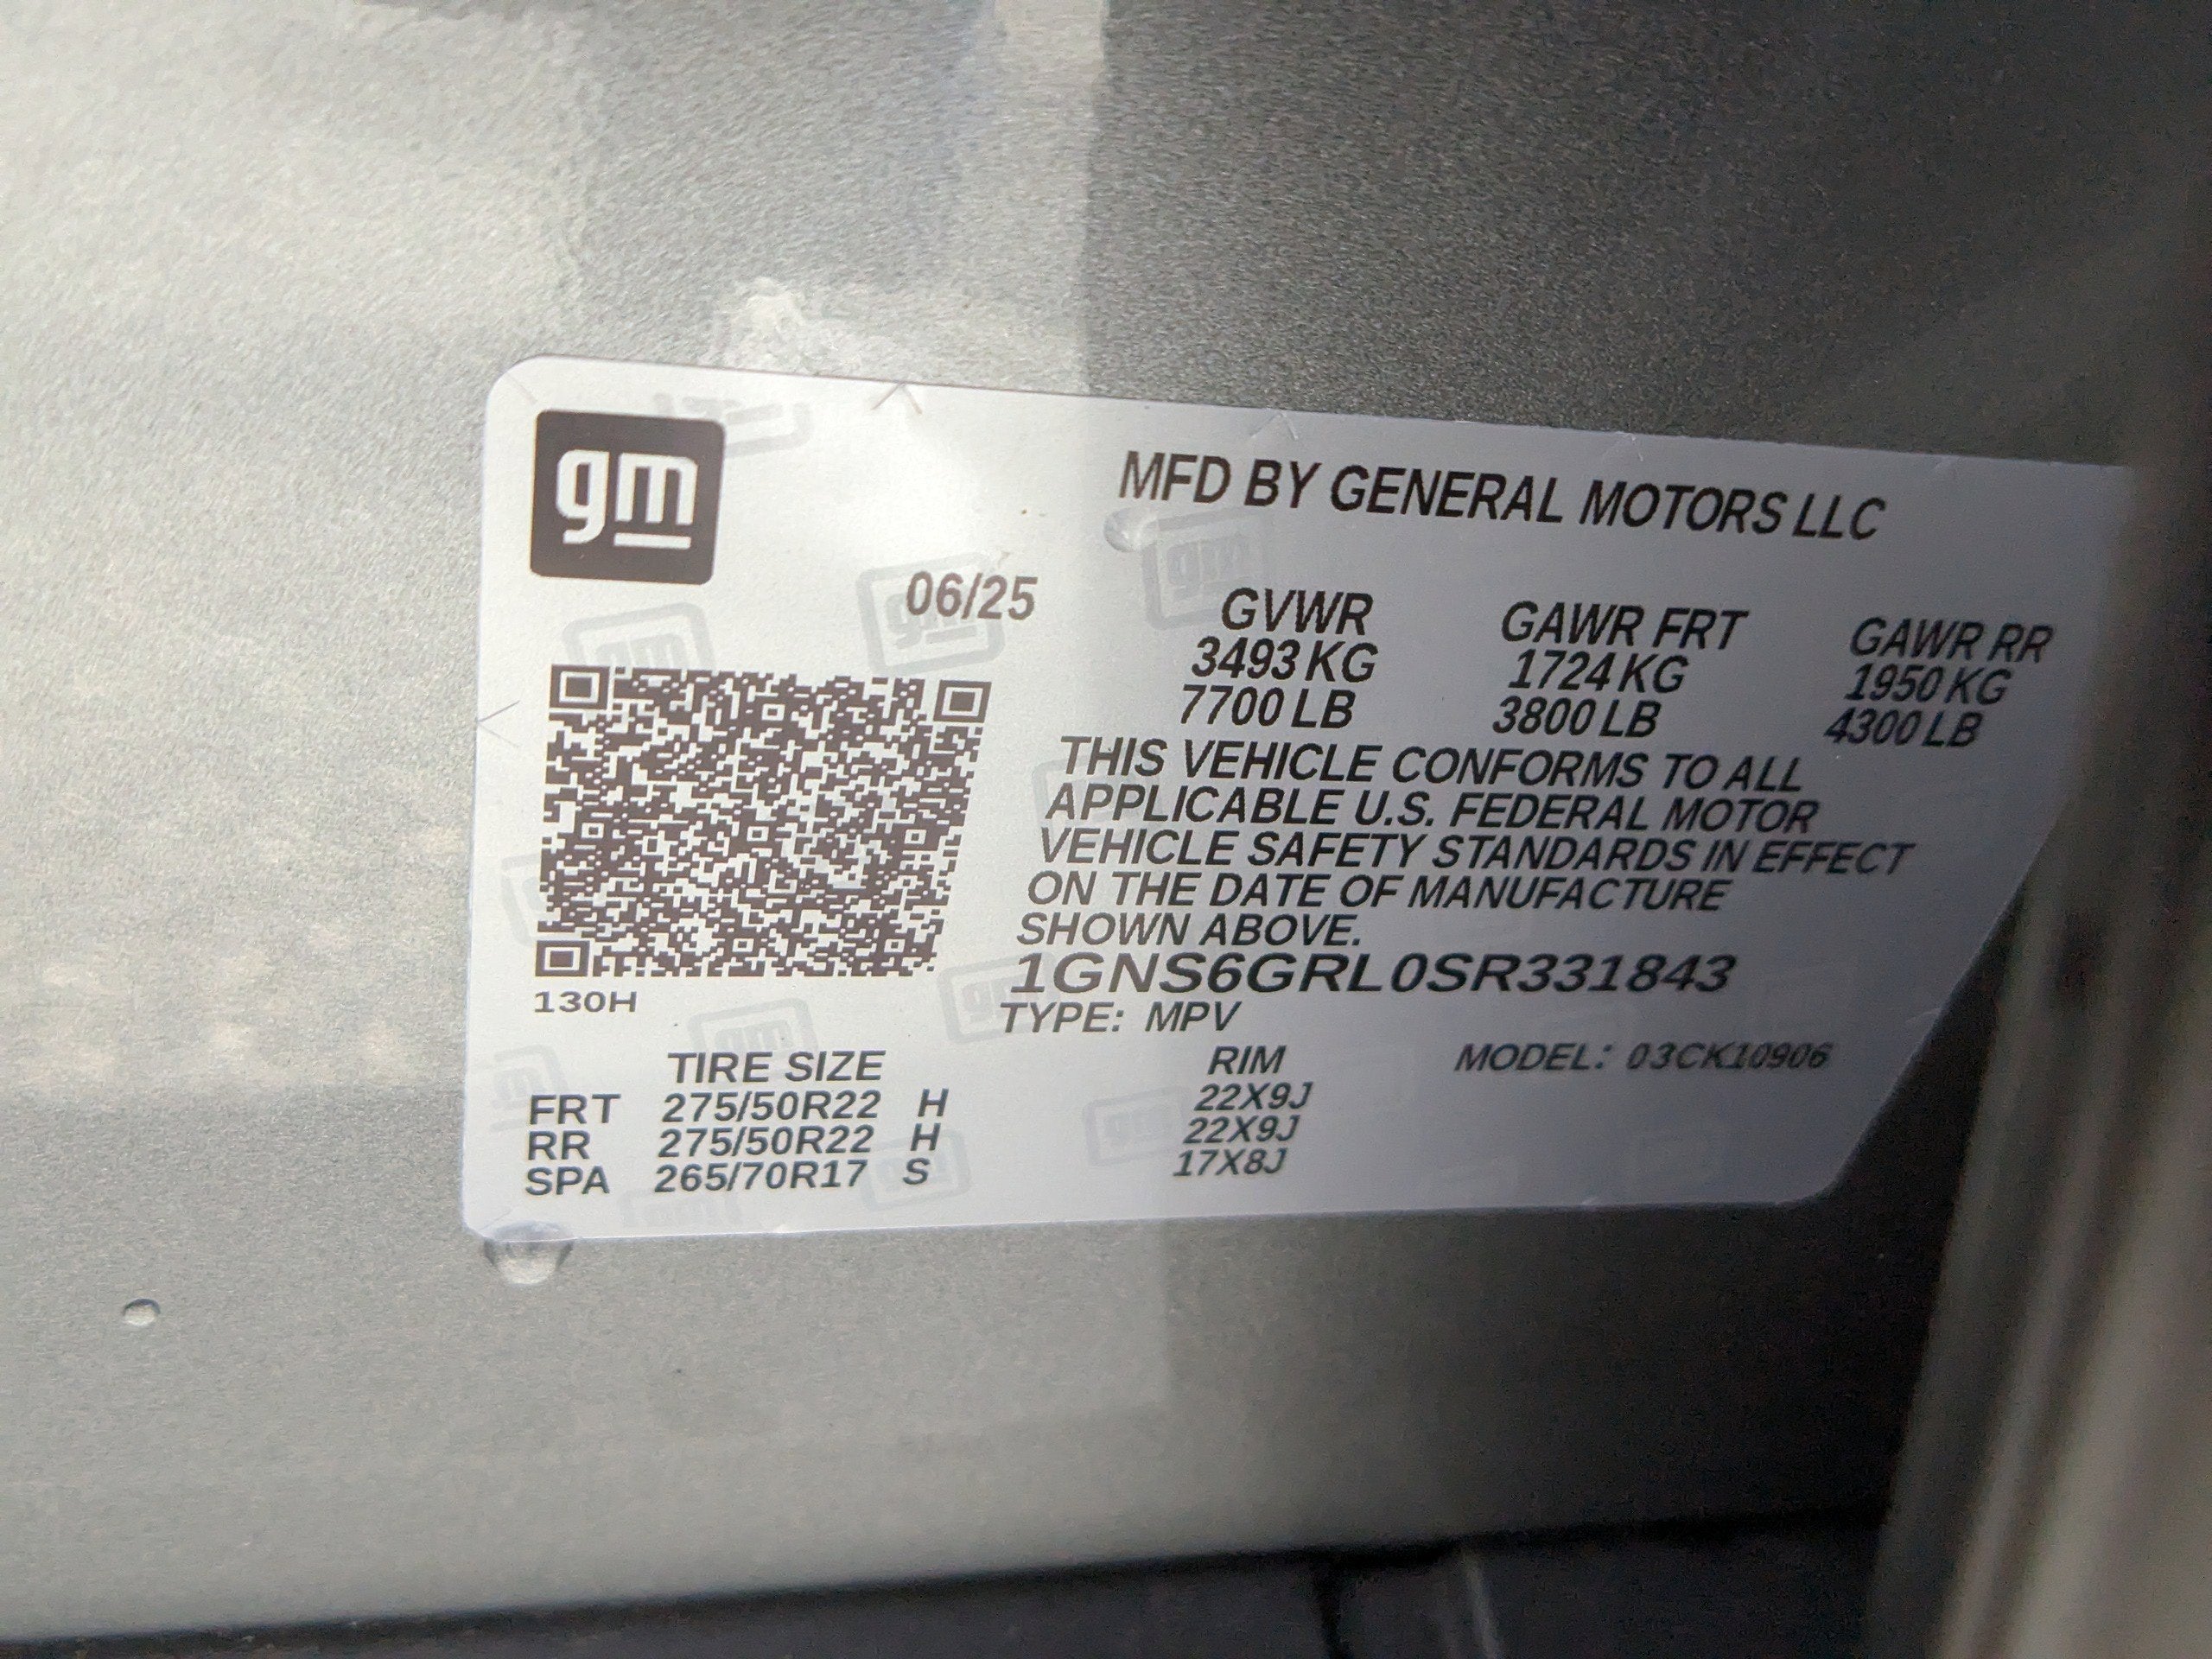 gm
MFD BY GENERAL MOTORS LLC
06/25
GVWR GAWR FRT GAWR RR
3493 KG 1724 KG 1950 KG
7700 LB 3800 LB 4300 LB
THIS VEHICLE CONFORMS TO ALL
APPLICABLE U.S. FEDERAL MOTOR
VEHICLE SAFETY STANDARDS IN EFFECT
ON THE DATE OF MANUFACTURE
SHOWN ABOVE.
1GNS6GRL0SR331843
130H
TYPE: MPV
TIRE SIZE RIM MODEL: 03CK10906
FRT 275/50R22 H 22X9J
RR 275/50R22 H 22X9J
SPA 265/70R17 S 17X8J